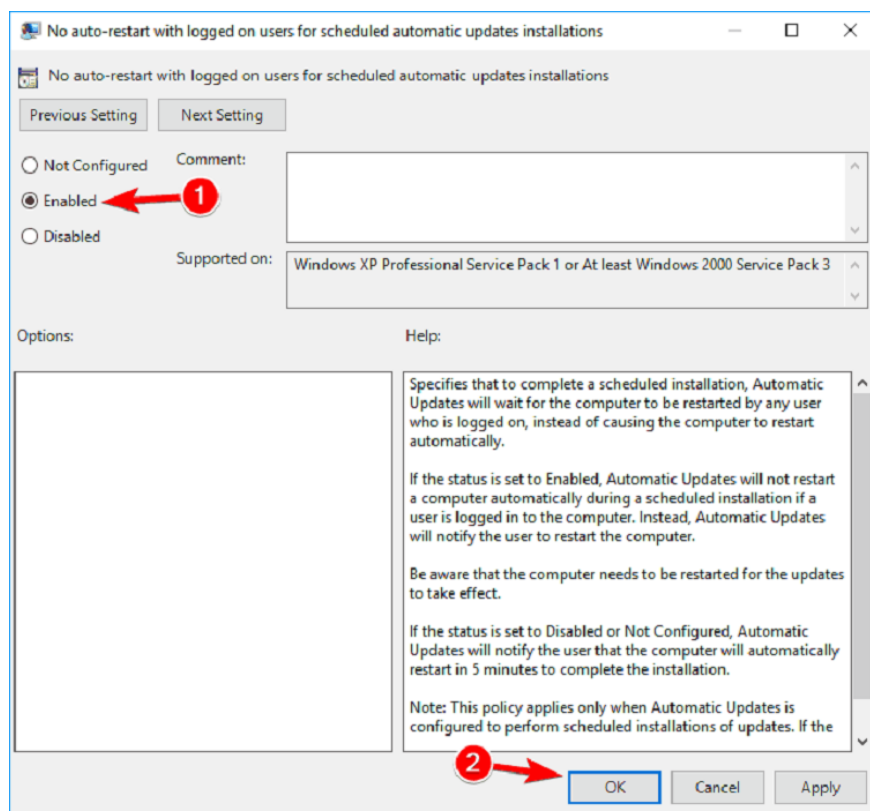 No auto-restart with logged on users for scheduled automatic updates installations
No auto-restart with logged on users for scheduled automatic updates installations
Previous Setting Next Setting
Not Configured Comment:
Enabled 1
Disabled
Supported on: Windows XP Professional Service Pack 1 or At least Windows 2000 Service Pack 3
Options: Help:
Specifies that to complete a scheduled installation, Automatic
Updates will wait for the computer to be restarted by any user
who is logged on, instead of causing the computer to restart
automatically.
If the status is set to Enabled, Automatic Updates will not restart
a computer automatically during a scheduled installation if a
user is logged in to the computer. Instead, Automatic Updates
will notify the user to restart the computer.
Be aware that the computer needs to be restarted for the updates
to take effect.
If the status is set to Disabled or Not Configured, Automatic
Updates will notify the user that the computer will automatically
restart in 5 minutes to complete the installation.
Note: This policy applies only when Automatic Updates is
configured to perform scheduled installations of updates. If the
2
OK Cancel Apply